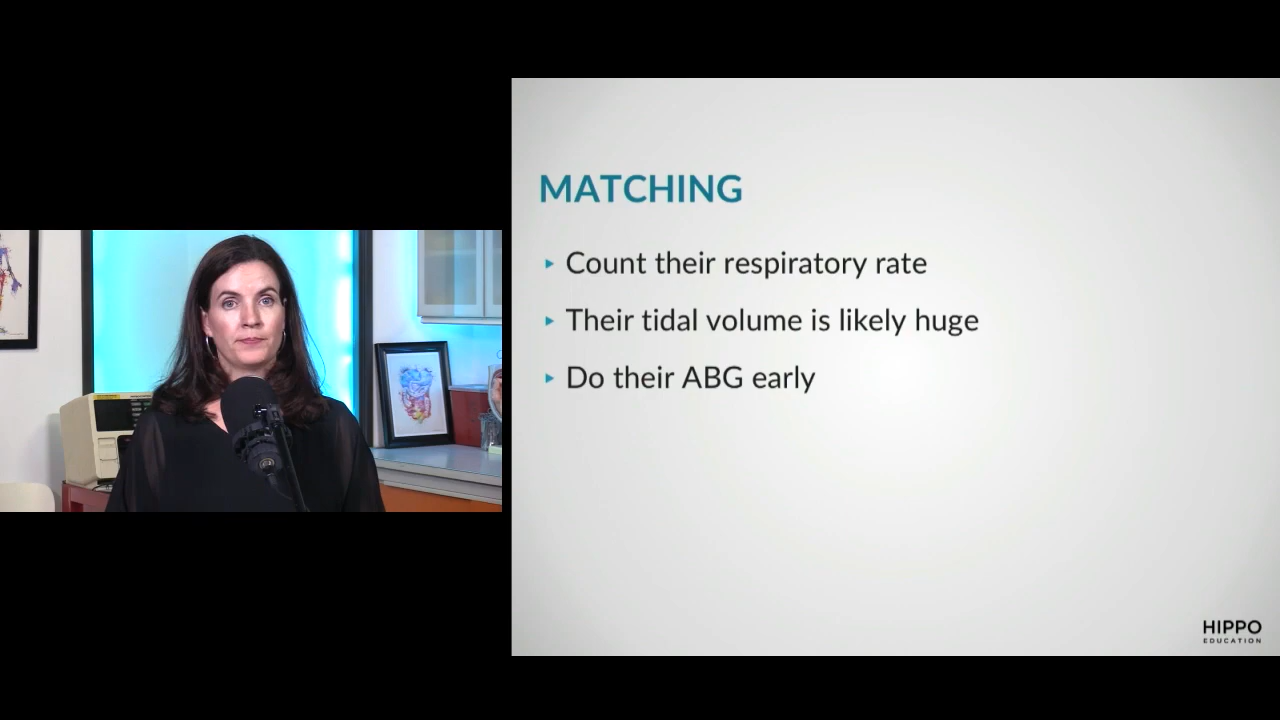 MATCHING
Count their respiratory rate
Their tidal volume is likely huge
Do their ABG early
HIPPO
EDUCATION